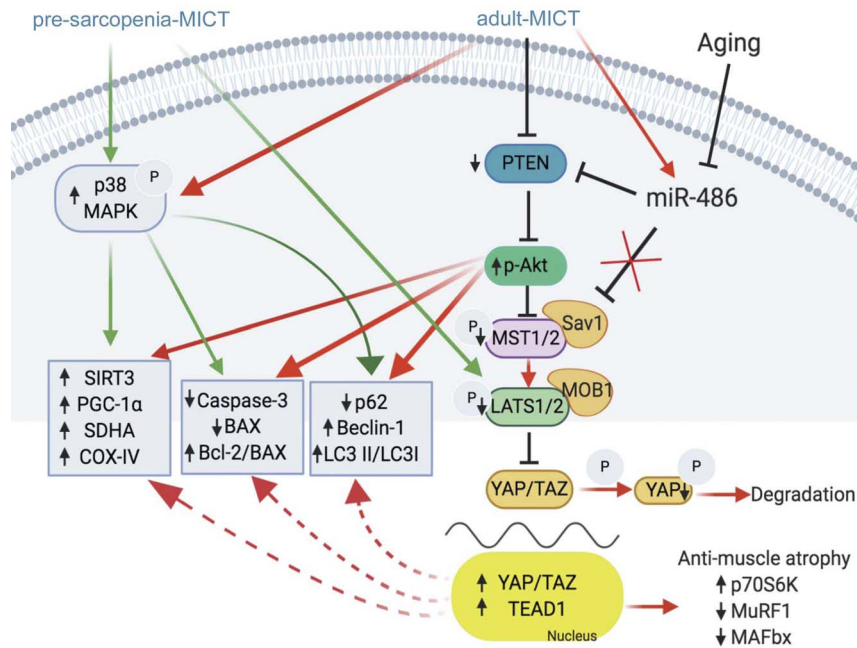 pre-sarcopenia-MICT
adult-MICT
Aging
P
p38
MAPK
PTEN
miR-486
p-Akt
Sav1
P
MST1/2
MOB1
P
LATS1/2
SIRT3
PGC-1α
SDHA
COX-IV
Caspase-3
BAX
Bcl-2/BAX
p62
Beclin-1
LC3 II/LC3I
YAP/TAZ
P
YAP
P
Degradation
YAP/TAZ
TEAD1
Nucleus
Anti-muscle atrophy
p70S6K
MuRF1
MAFbx